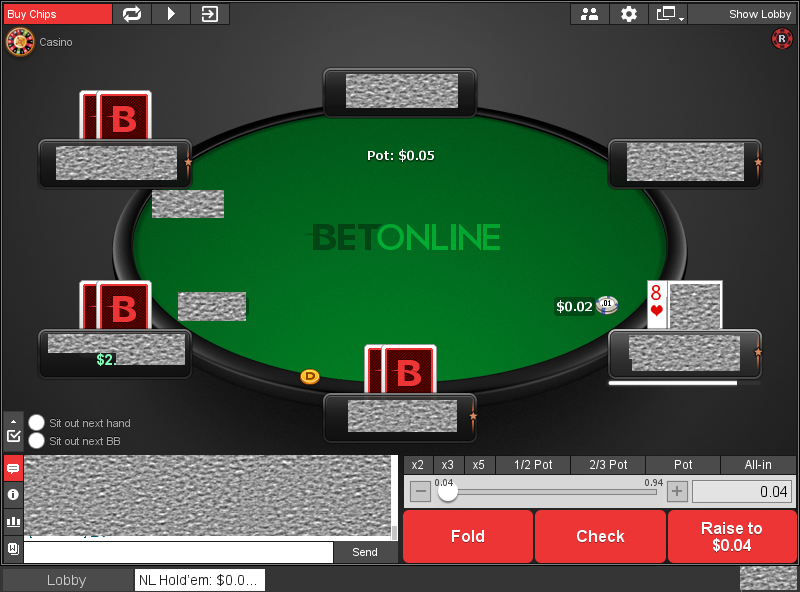 Buy Chips
Show Lobby
Casino
R
B
Pot: $0.05
BETONLINE
B
$0.02
.01
8
$2
D
B
Sit out next hand
Sit out next BB
x2 x3 x5 1/2 Pot 2/3 Pot Pot All-in
0.04 0.94
0.04
Fold Check Raise to
$0.04
Send
Lobby
NL Hold'em: $0.0...